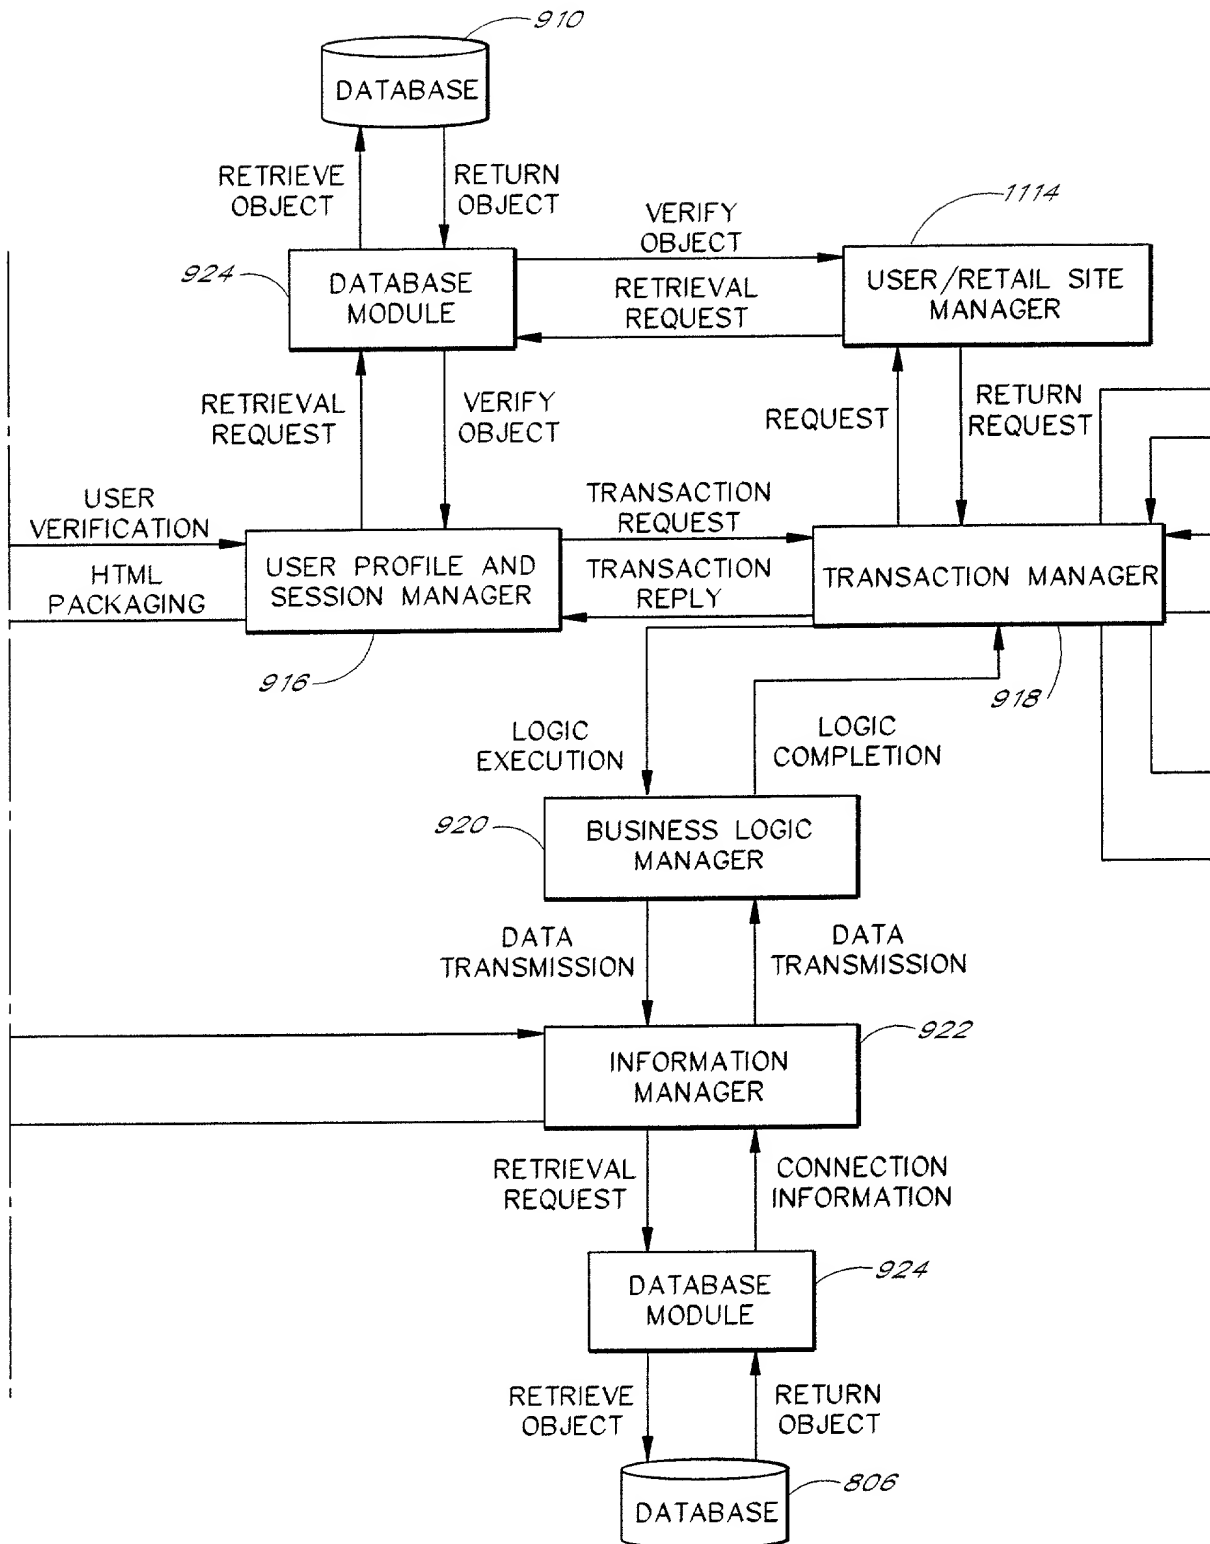 910
DATABASE
RETRIEVE
OBJECT
RETURN
OBJECT
1114
VERIFY
OBJECT
924
DATABASE
MODULE
RETRIEVAL
REQUEST
USER/RETAIL SITE
MANAGER
RETRIEVAL
REQUEST
VERIFY
OBJECT
REQUEST
RETURN
REQUEST
USER
VERIFICATION
TRANSACTION
REQUEST
HTML
PACKAGING
USER PROFILE AND
SESSION MANAGER
TRANSACTION
REPLY
TRANSACTION MANAGER
916
918
LOGIC
EXECUTION
LOGIC
COMPLETION
920
BUSINESS LOGIC
MANAGER
DATA
TRANSMISSION
DATA
TRANSMISSION
922
INFORMATION
MANAGER
RETRIEVAL
REQUEST
CONNECTION
INFORMATION
924
DATABASE
MODULE
RETRIEVE
OBJECT
RETURN
OBJECT
806
DATABASE